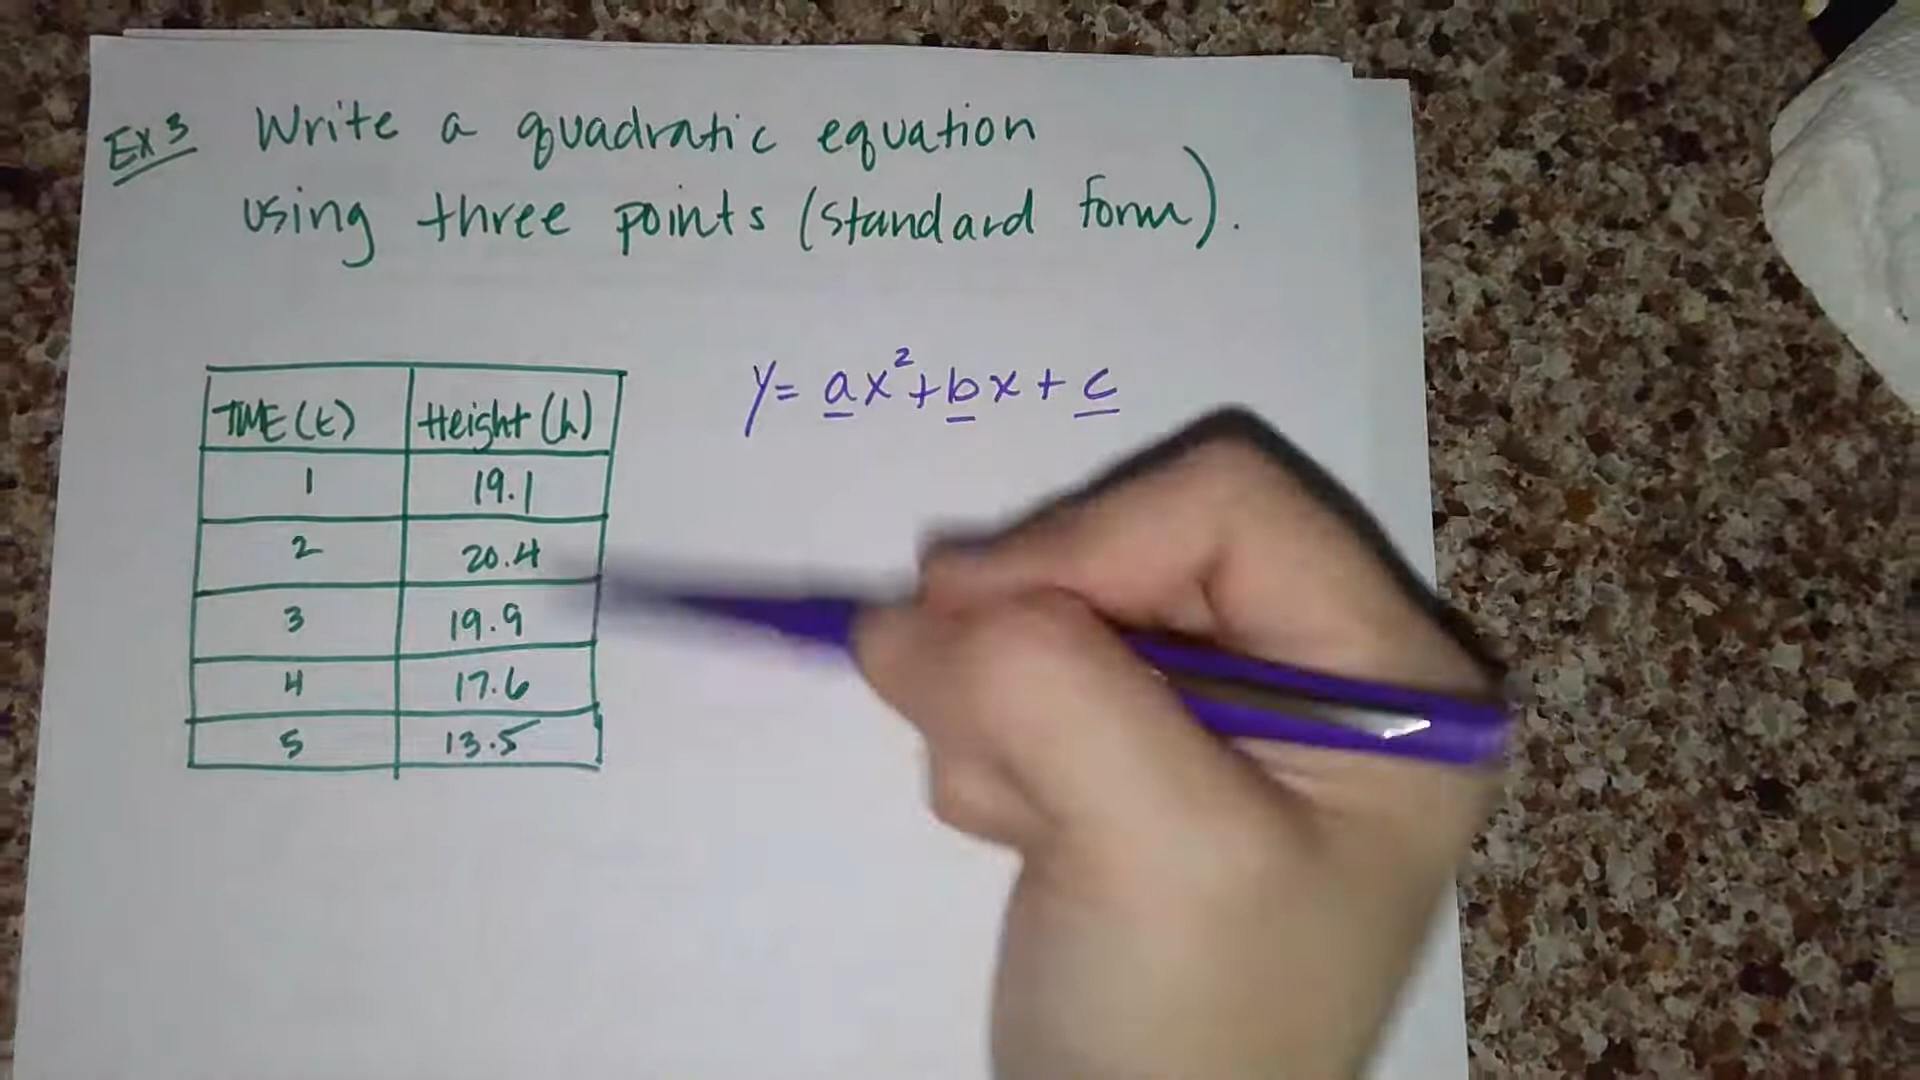 Ex 3 Write a quadratic equation
using three points (standard form).
y= ax²+bx+c
TIME(t) Height(h)
1 19.1
2 20.4
3 19.9
4 17.6
5 13.5